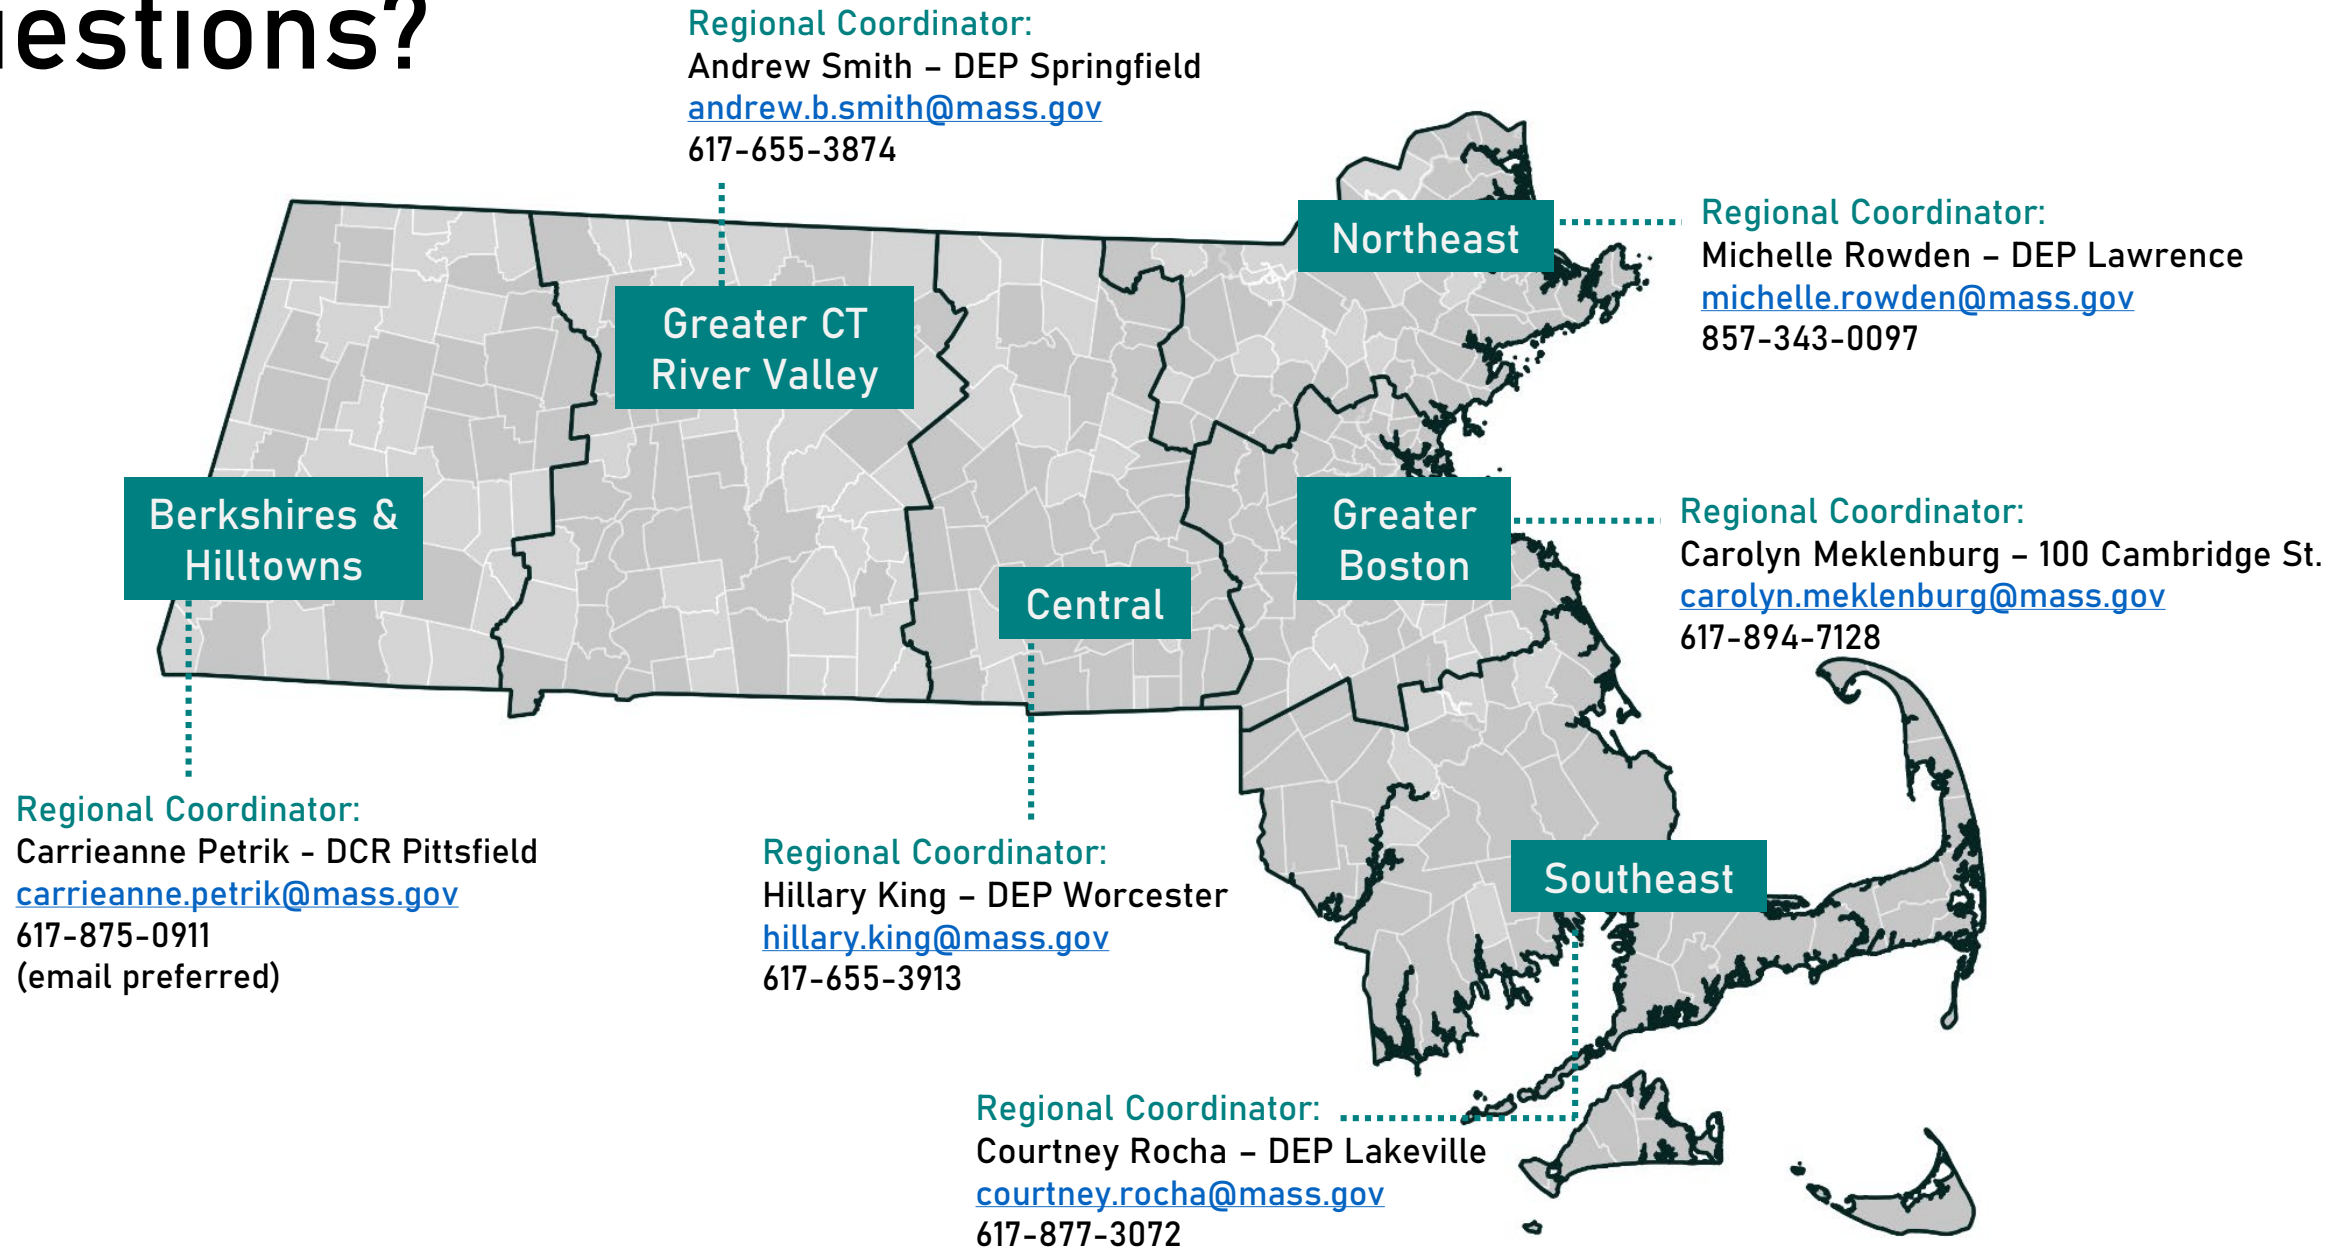 uestions?
Regional Coordinator:
Andrew Smith – DEP Springfield
andrew.b.smith@mass.gov
617-655-3874
Northeast
Regional Coordinator:
Michelle Rowden – DEP Lawrence
michelle.rowden@mass.gov
857-343-0097
Greater CT
River Valley
Berkshires &
Hilltowns
Greater
Boston
Regional Coordinator:
Carolyn Meklenburg – 100 Cambridge St.
carolyn.meklenburg@mass.gov
617-894-7128
Central
Regional Coordinator:
Carrieanne Petrik - DCR Pittsfield
carrieanne.petrik@mass.gov
617-875-0911
(email preferred)
Regional Coordinator:
Hillary King – DEP Worcester
hillary.king@mass.gov
617-655-3913
Southeast
Regional Coordinator:
Courtney Rocha – DEP Lakeville
courtney.rocha@mass.gov
617-877-3072